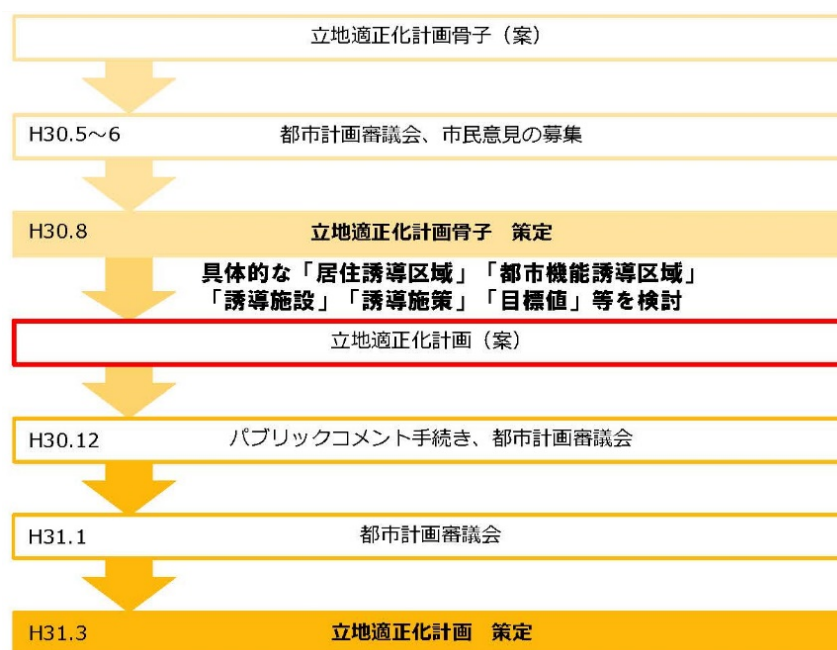 立地適正化計画骨子（案）
H30.5～6 都市計画審議会、市民意見の募集
H30.8 立地適正化計画骨子　策定
具体的な「居住誘導区域」「都市機能誘導区域」
「誘導施設」「誘導施策」「目標値」等を検討
立地適正化計画（案）
H30.12 パブリックコメント手続き、都市計画審議会
H31.1 都市計画審議会
H31.3 立地適正化計画　策定